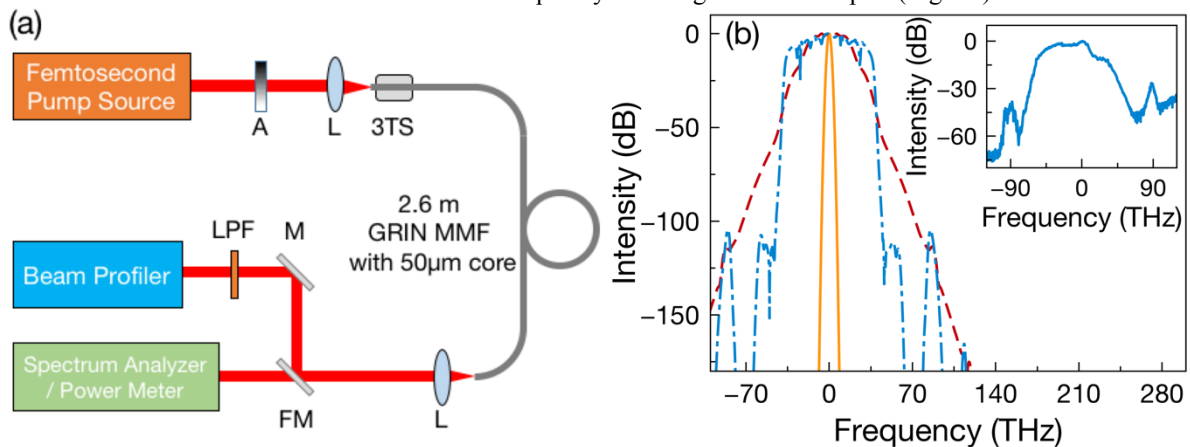 (a)
Femtosecond
Pump Source
A
L
3TS
2.6 m
GRIN MMF
with 50µm core
LPF
M
Beam Profiler
Spectrum Analyzer
/ Power Meter
FM
L
(b)
Intensity (dB)
0
−50
−100
−150
−70
0
70
140
210
280
Frequency (THz)
Intensity (dB)
0
−30
−60
−90
0
90
Frequency (THz)